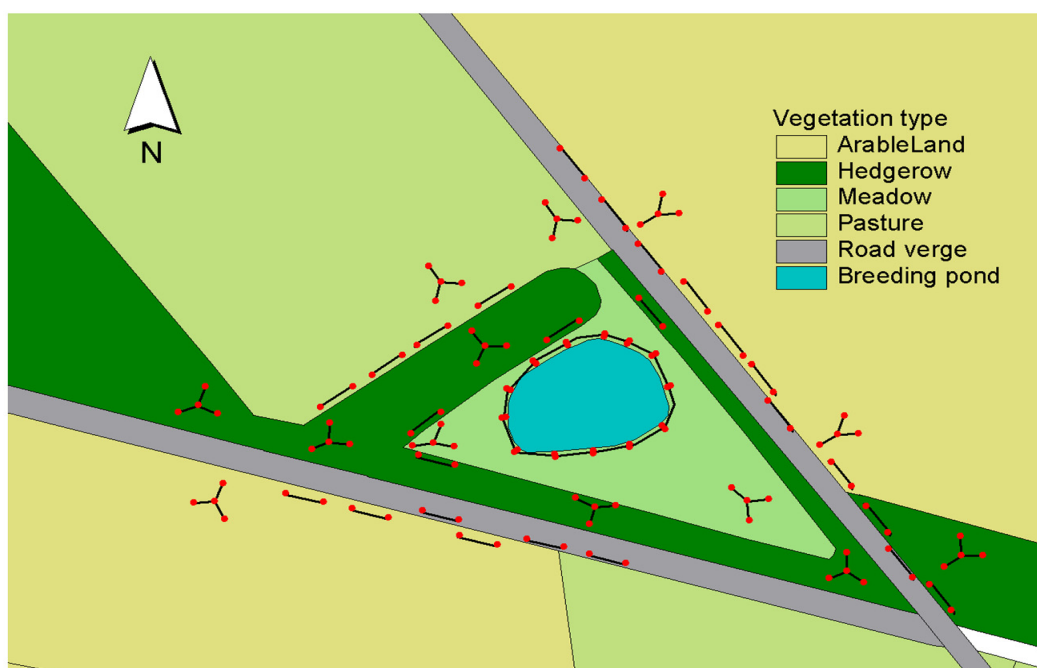 N
Vegetation type
ArableLand
Hedgerow
Meadow
Pasture
Road verge
Breeding pond